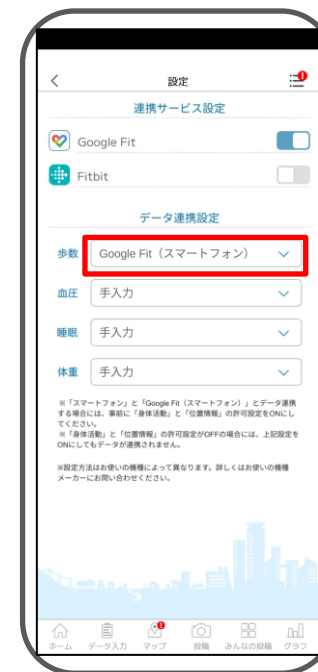 設定
1
連携サービス設定
Google Fit
Fitbit
データ連携設定
歩数 Google Fit（スマートフォン）
血圧 手入力
睡眠 手入力
体重 手入力
※「スマートフォン」と「Google Fit（スマートフォン）」とデータ連携
する場合には、事前に「身体活動」と「位置情報」の許可設定をONにし
てください。
※「身体活動」と「位置情報」の許可設定がOFFの場合には、上記設定を
ONにしてもデータが連携されません。
※設定方法はお使いの機種によって異なります。詳しくはお使いの機種
メーカーにお問い合わせください。
ホーム データ入力 マップ 投稿 みんなの投稿 グラフ